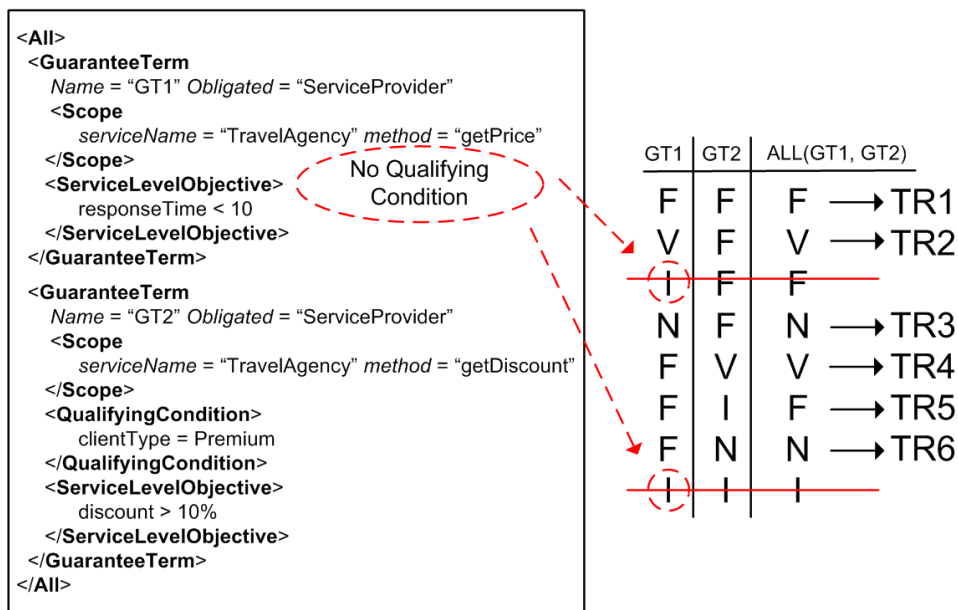 <All>
<GuaranteeTerm
Name = “GT1” Obligated = “ServiceProvider”
<Scope
serviceName = “TravelAgency” method = “getPrice”
</Scope>
<ServiceLevelObjective>
responseTime < 10
</ServiceLevelObjective>
</GuaranteeTerm>
<GuaranteeTerm
Name = “GT2” Obligated = “ServiceProvider”
<Scope
serviceName = “TravelAgency” method = “getDiscount”
</Scope>
<QualifyingCondition>
clientType = Premium
</QualifyingCondition>
<ServiceLevelObjective>
discount > 10%
</ServiceLevelObjective>
</GuaranteeTerm>
</All>
No Qualifying
Condition
GT1 GT2 ALL(GT1, GT2)
F F F TR1
V F V TR2
I F F
N F N TR3
F V V TR4
F I F TR5
F N N TR6
I I I